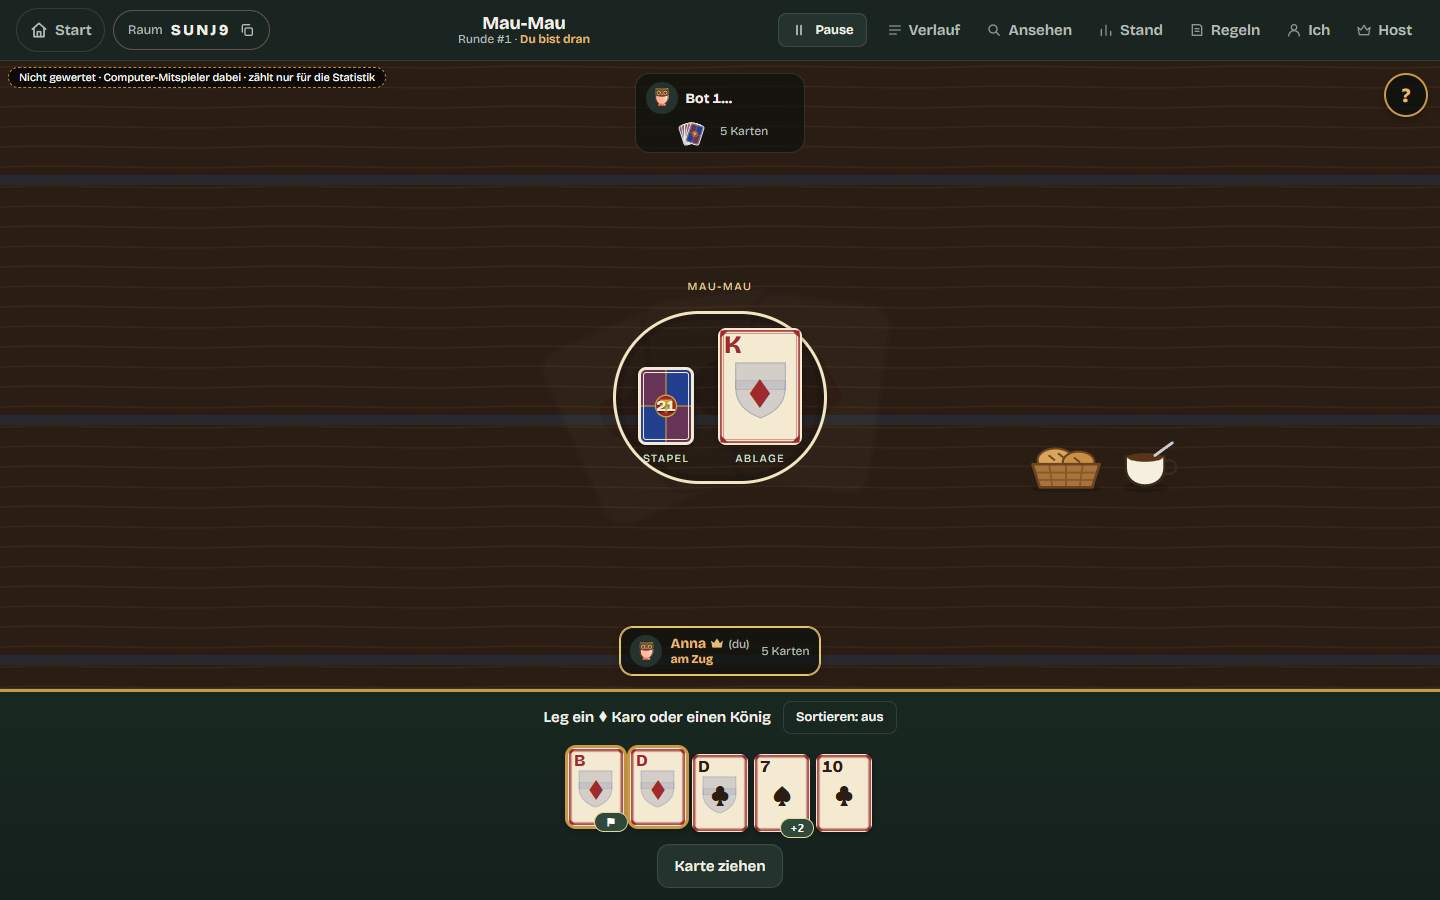 Start
Raum SUNJ9
Mau-Mau
Runde #1 · Du bist dran
Pause
Verlauf
Ansehen
Stand
Regeln
Ich
Host
Nicht gewertet · Computer-Mitspieler dabei · zählt nur für die Statistik
Bot 1...
5 Karten
?
MAU-MAU
K
21
STAPEL
ABLAGE
Anna (du)
am Zug
5 Karten
Leg ein ♦ Karo oder einen König
Sortieren: aus
B
D
D
7
10
+2
Karte ziehen